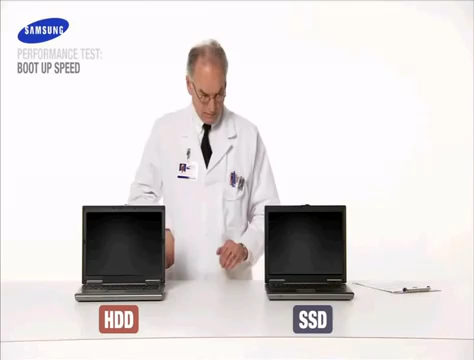 SAMSUNG
PERFORMANCE TEST:
BOOT UP SPEED
HDD
SSD